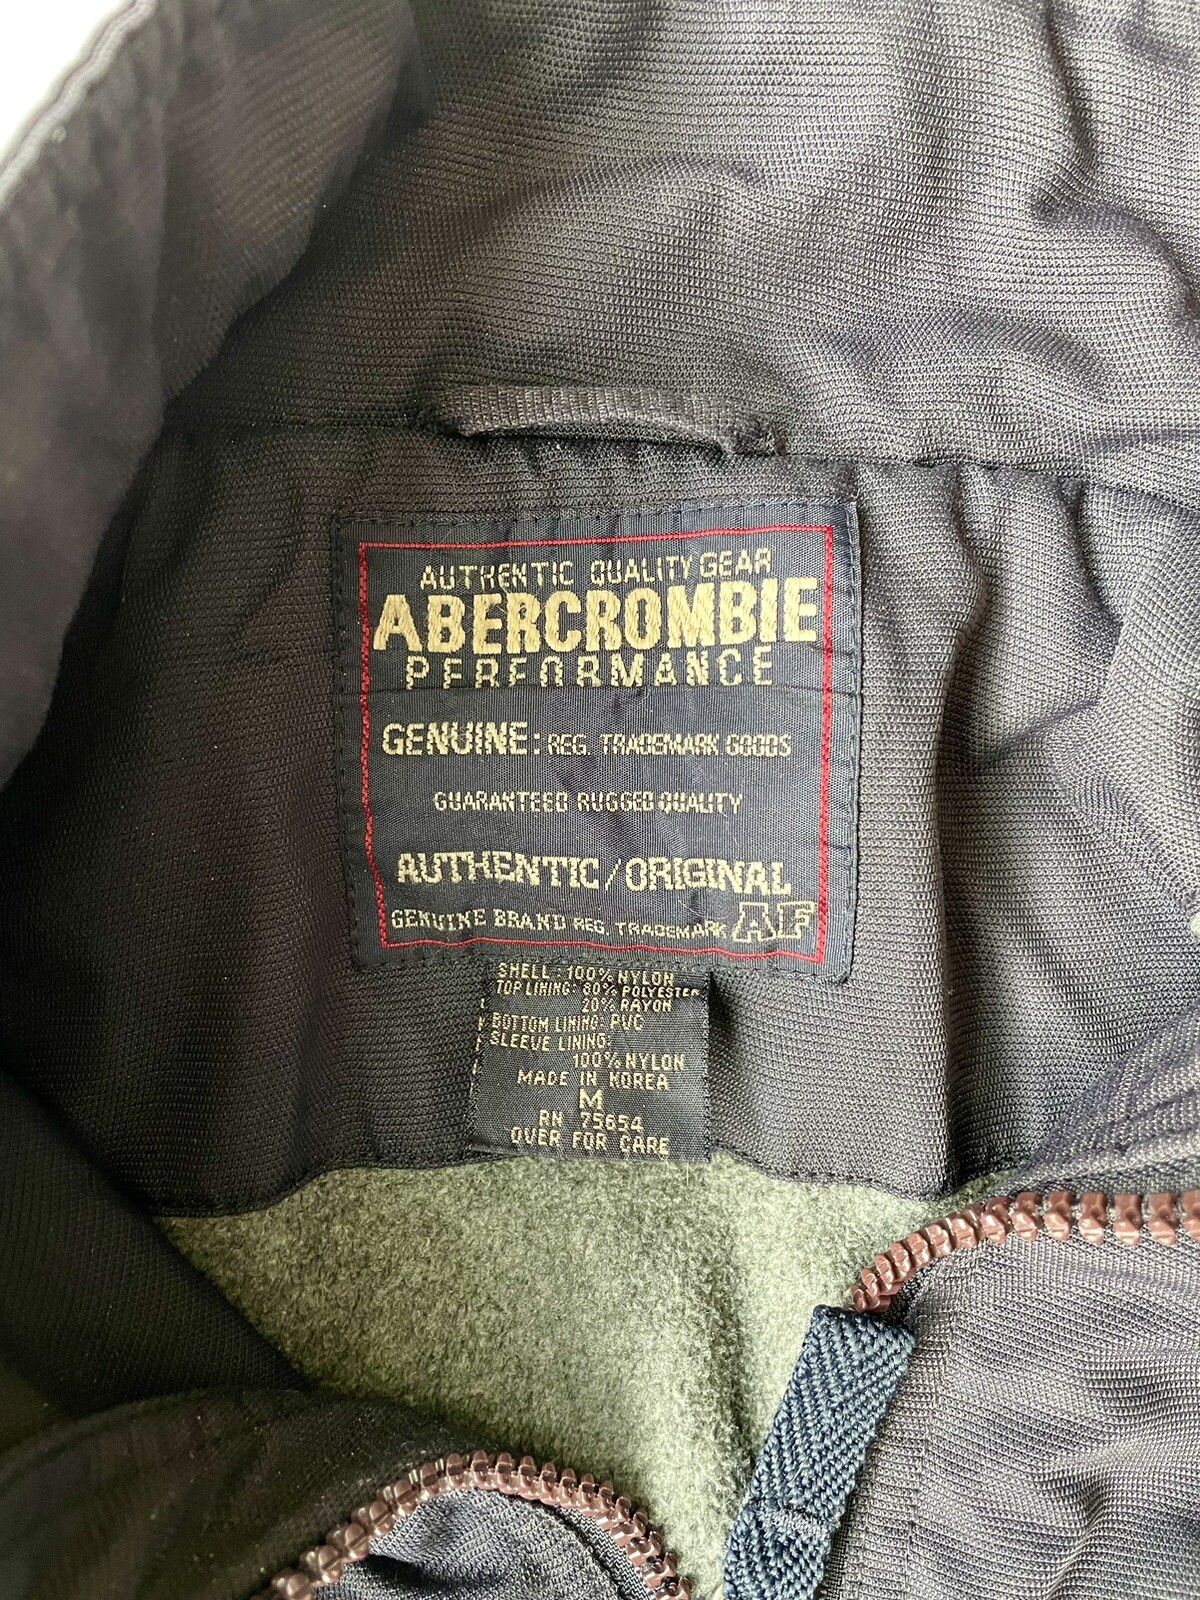 AUTHENTIC QUALITY GEAR
ABERCROMBIE
PERFORMANCE
GENUINE: REG. TRADEMARK GOODS
GUARANTEED RUGGED QUALITY
AUTHENTIC/ORIGINAL
GENUINE BRAND REG. TRADEMARK AF
SHELL: 100% NYLON
TOP LINING: 80% POLYESTER
20% RAYON
BOTTOM LINING: PVC
SLEEVE LINING:
100% NYLON
MADE IN KOREA
M
RN 75654
OVER FOR CARE